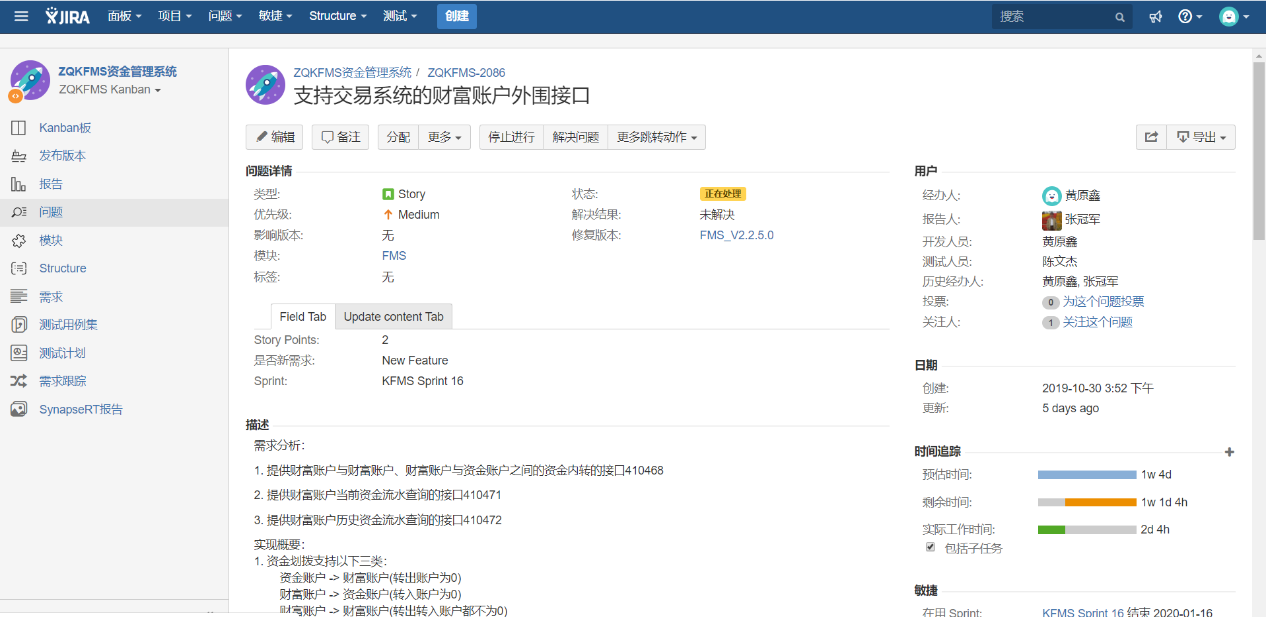 JIRA 面板 项目 问题 敏捷 Structure 测试 创建 搜索
ZQKFMS资金管理系统
ZQKFMS Kanban
Kanban板
发布版本
报告
问题
模块
Structure
需求
测试用例集
测试计划
需求跟踪
SynapseRT报告
ZQKFMS资金管理系统 / ZQKFMS-2086
支持交易系统的财富账户外围接口
编辑 备注 分配 更多 停止进行 解决问题 更多跳转动作 导出
问题详情
类型: Story 状态: 正在处理
优先级: Medium 解决结果: 未解决
影响版本: 无 修复版本: FMS_V2.2.5.0
模块: FMS
标签: 无
Field Tab Update content Tab
Story Points: 2
是否新需求: New Feature
Sprint: KFMS Sprint 16
描述
需求分析:
1. 提供财富账户与财富账户、财富账户与资金账户之间的资金内转的接口410468
2. 提供财富账户当前资金流水查询的接口410471
3. 提供财富账户历史资金流水查询的接口410472
实现概要:
1. 资金划拨支持以下三类:
资金账户 -> 财富账户(转出账户为0)
财富账户 -> 资金账户(转入账户为0)
财富账户 -> 财富账户(转出转入账户都不为0)
用户
经办人: 黄原鑫
报告人: 张冠军
开发人员: 黄原鑫
测试人员: 陈文杰
历史经办人: 黄原鑫, 张冠军
投票: 0 为这个问题投票
关注人: 1 关注这个问题
日期
创建: 2019-10-30 3:52 下午
更新: 5 days ago
时间追踪
预估时间: 1w 4d
剩余时间: 1w 1d 4h
实际工作时间: 2d 4h
包括子任务
敏捷
在用 Sprint: KFMS Sprint 16 结束 2020-01-16